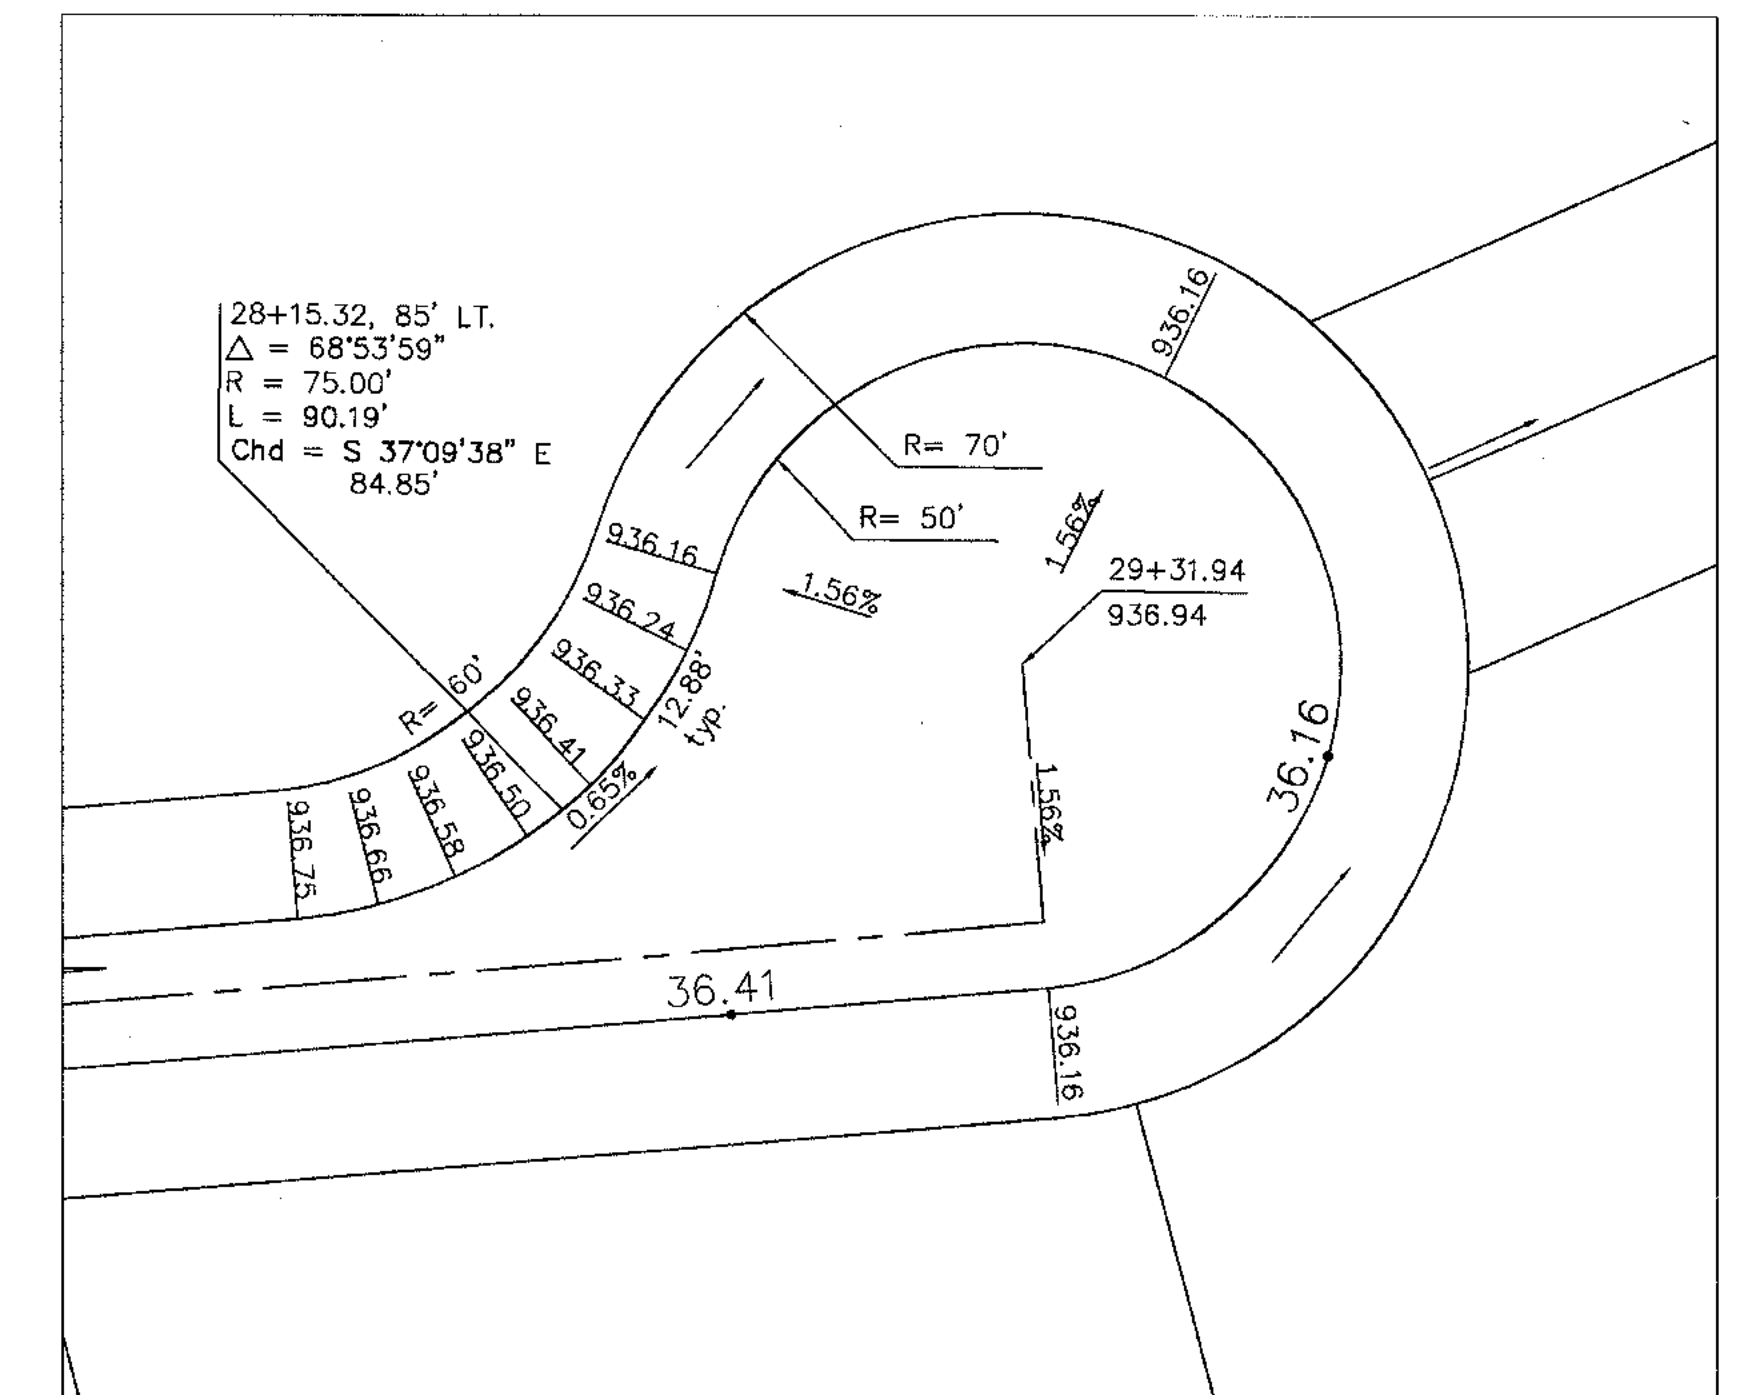 28+15.32, 85' LT.
△ = 68°53'59"
R = 75.00'
L = 90.19'
Chd = S 37°09'38" E
84.85'
936.16
R= 70'
R= 50'
1.56%
29+31.94
936.94
936.16
1.56%
936.24
936.33
12.88'
typ.
R= 60'
936.41
936.50
0.65%
936.58
936.66
936.75
1.56%
36.16
36.41
936.16